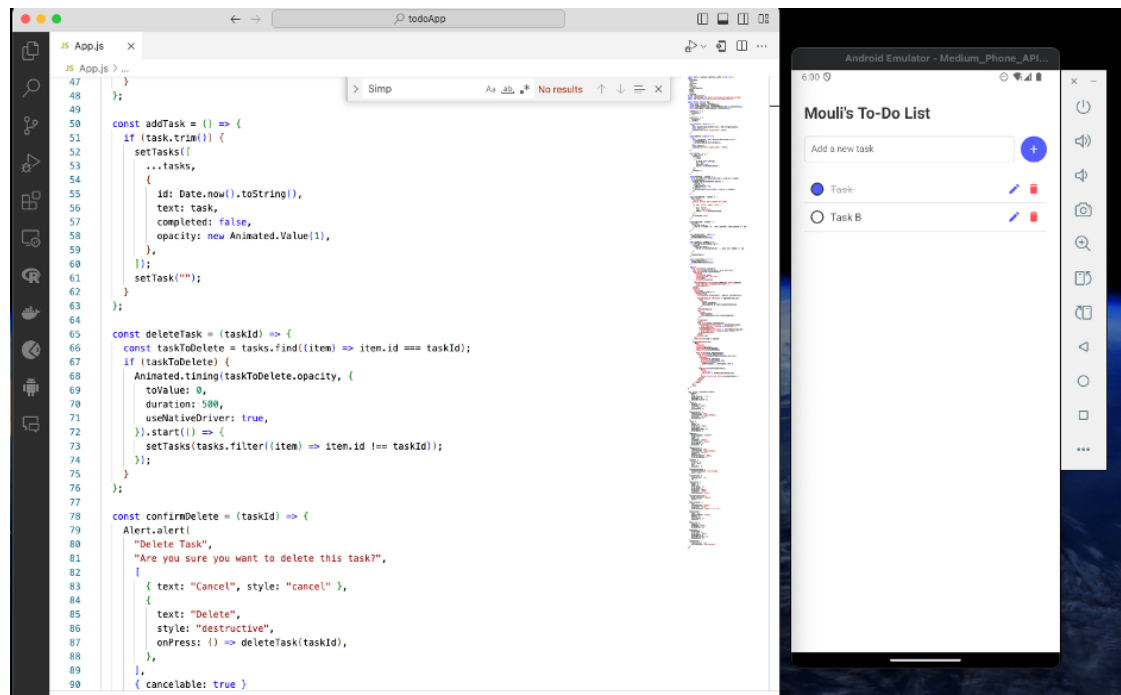 todoApp
JS App.js
JS App.js > ...
Simp
Aa ab, .* No results
47 }
48 };
49
50 const addTask = () => {
51 if (task.trim()) {
52 setTasks([
53 ...tasks,
54 {
55 id: Date.now().toString(),
56 text: task,
57 completed: false,
58 opacity: new Animated.Value(1),
59 },
60 ]);
61 setTask("");
62 }
63 };
64
65 const deleteTask = (taskId) => {
66 const taskToDelete = tasks.find((item) => item.id === taskId);
67 if (taskToDelete) {
68 Animated.timing(taskToDelete.opacity, {
69 toValue: 0,
70 duration: 500,
71 useNativeDriver: true,
72 }).start(() => {
73 setTasks(tasks.filter((item) => item.id !== taskId));
74 });
75 }
76 };
77
78 const confirmDelete = (taskId) => {
79 Alert.alert(
80 "Delete Task",
81 "Are you sure you want to delete this task?",
82 [
83 { text: "Cancel", style: "cancel" },
84 {
85 text: "Delete",
86 style: "destructive",
87 onPress: () => deleteTask(taskId),
88 },
89 ],
90 { cancelable: true }
Android Emulator - Medium_Phone_API...
6:00
Mouli's To-Do List
Add a new task
+
Task
Task B